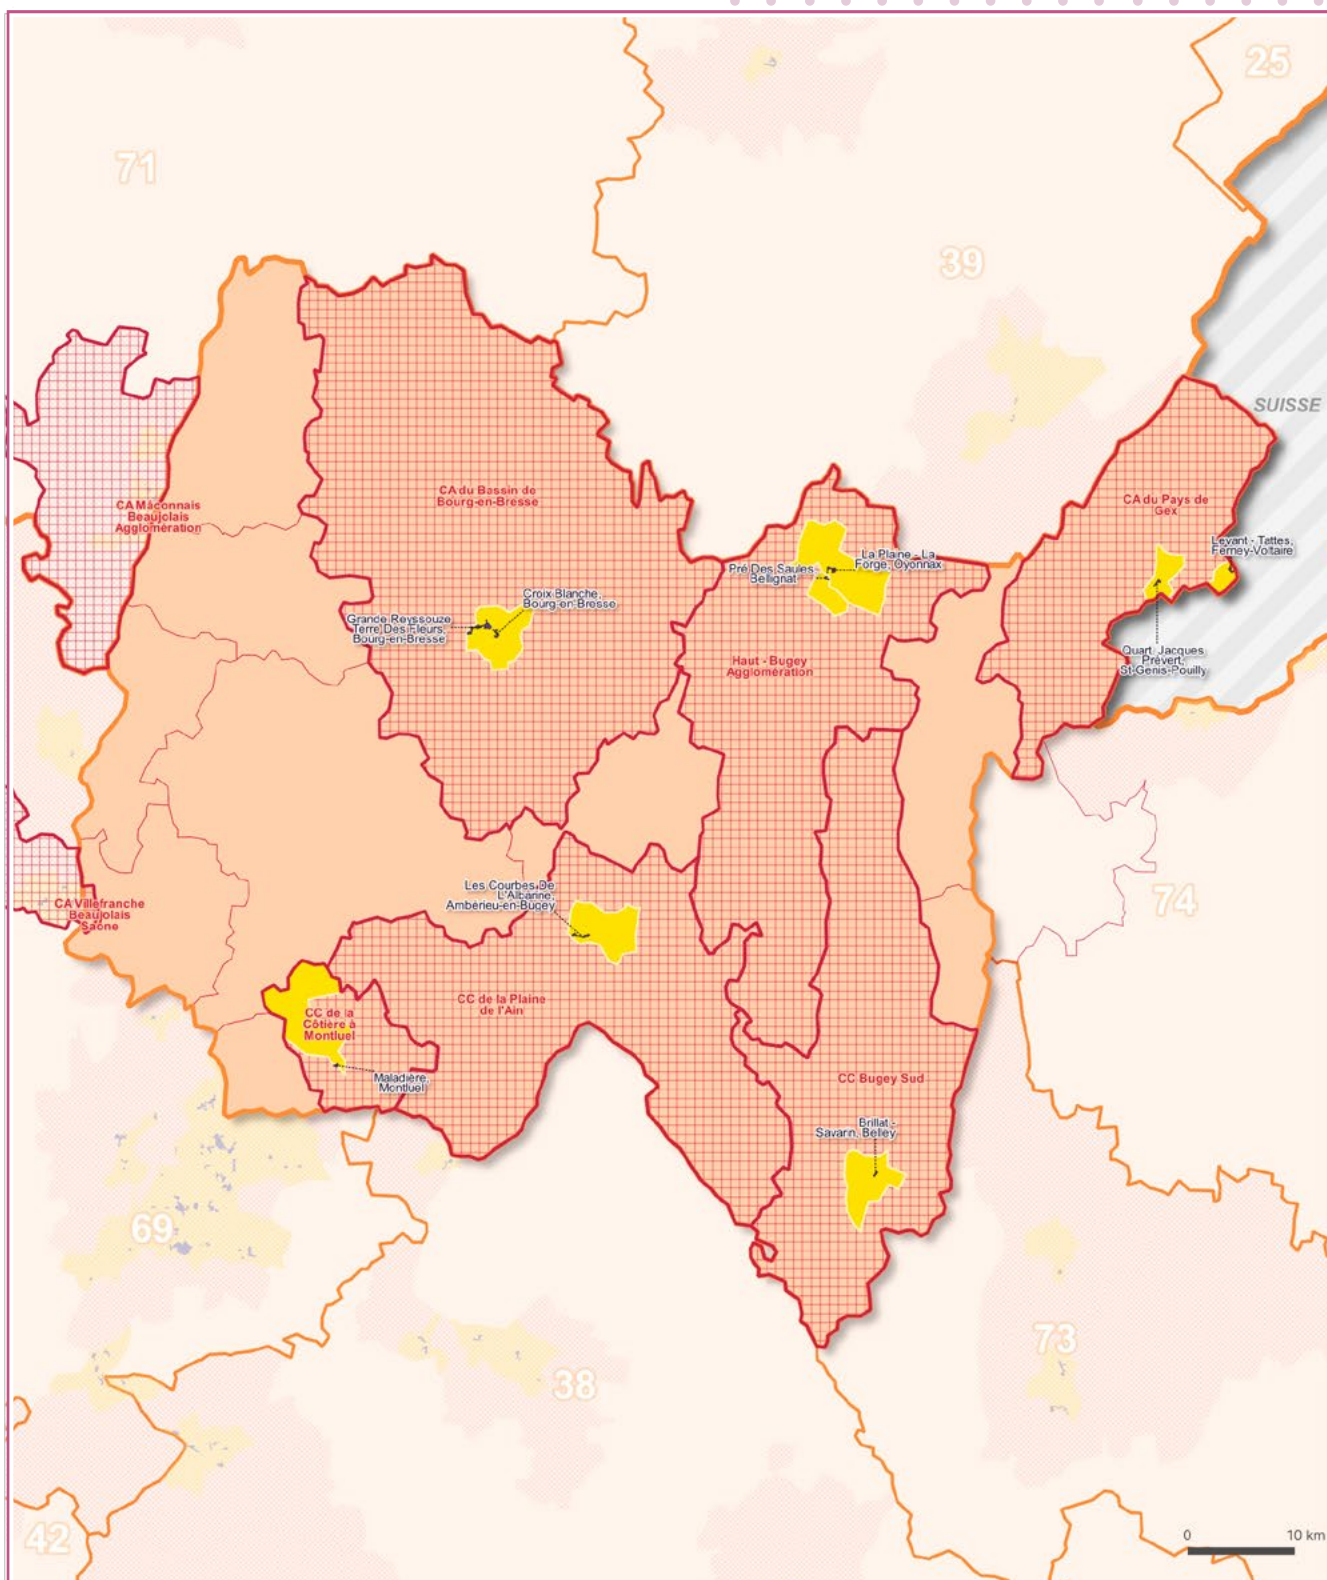 25
71
39
SUISSE
CA du Bassin de
Bourg-en-Bresse
CA du Pays de
Gex
CA Mâconnais
Beaujolais
Agglomération
Levant - Tattes,
Ferney-Voltaire
La Plaine - La
Forge, Oyonnax
Pré Des Saules
Bellignat
Croix Blanche,
Bourg-en-Bresse
Grande Reyssouze
Terre Des Fleurs,
Bourg-en-Bresse,
Quart. Jacques
Prévert,
St-Genis-Pouilly
Haut - Bugey
Agglomération
Les Courbes De
L'Albarine,
Ambérieu-en-Bugey
74
CA Villefranche
Beaujolais
Saône
CC de la Plaine
de l'Ain
CC de la
Côtière à
Montluel
Maladière,
Montluel
CC Bugey Sud
Brillat -
Savarin, Belley
69
73
38
42
0 10 km